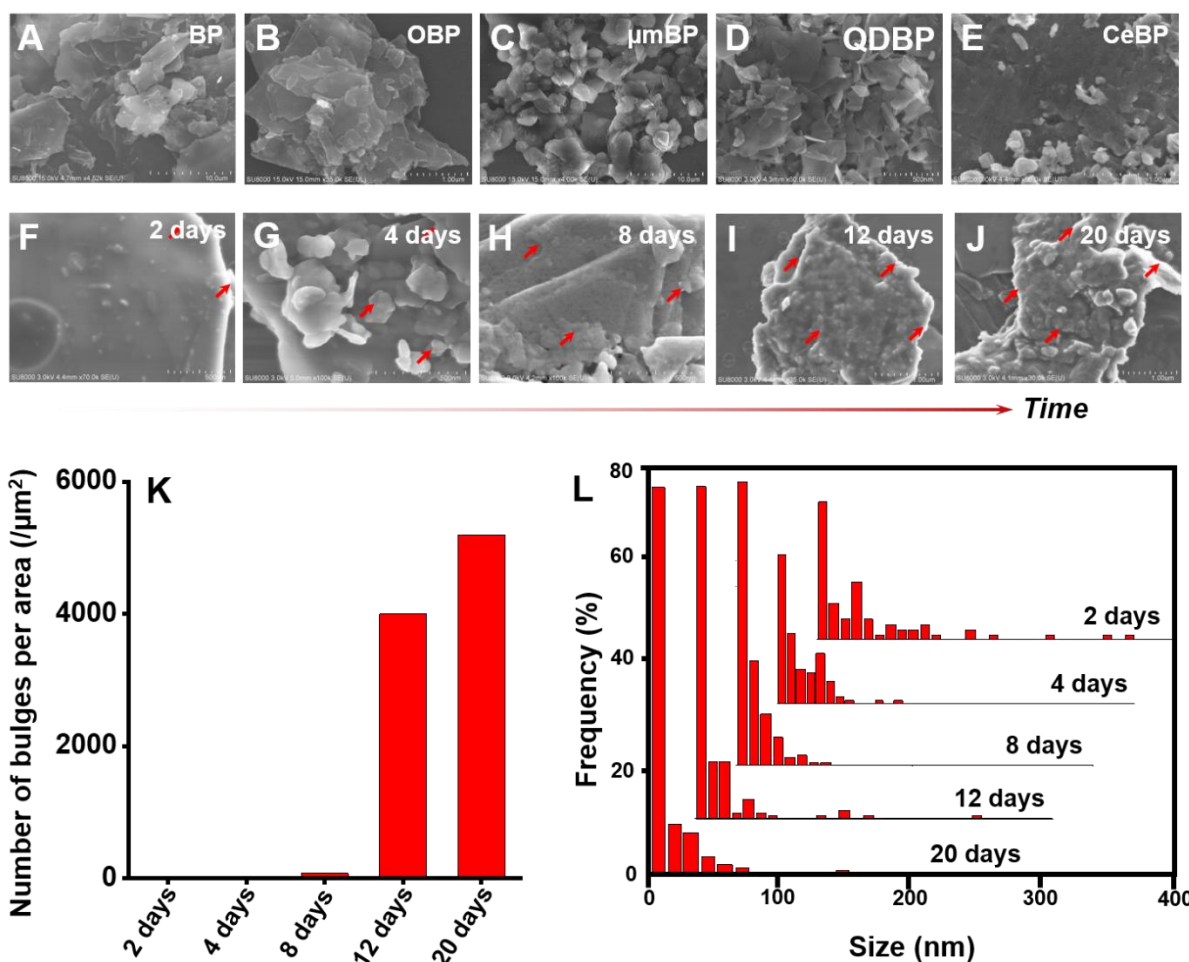 A BP
B OBP
C µmBP
D QDBP
E CeBP
F 2 days
G 4 days
H 8 days
I 12 days
J 20 days
Time
K
Number of bulges per area (/µm²)
6000
4000
2000
0
2 days
4 days
8 days
12 days
20 days
L
Frequency (%)
80
60
40
20
0
2 days
4 days
8 days
12 days
20 days
0 100 200 300 400
Size (nm)